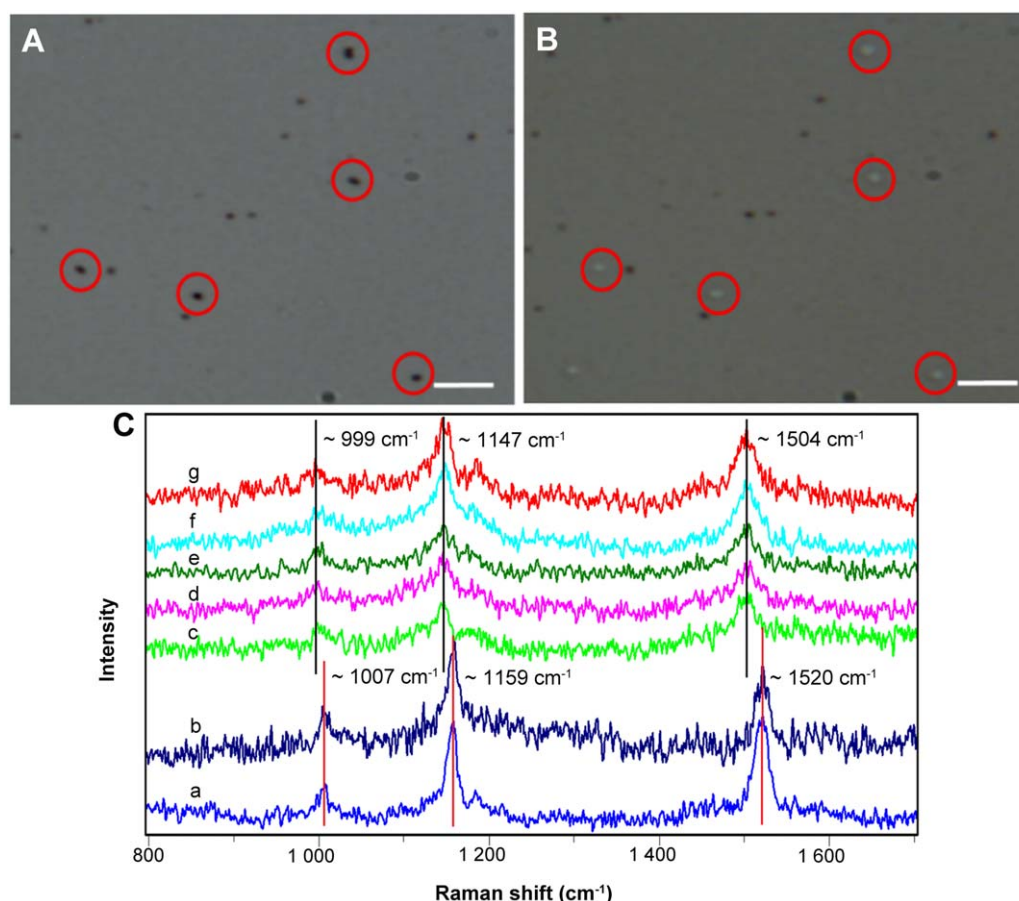 A
B
C
~ 999 cm-1
~ 1147 cm-1
~ 1504 cm-1
g
f
e
d
c
~ 1007 cm-1
~ 1159 cm-1
~ 1520 cm-1
b
a
Intensity
800
1 000
1 200
1 400
1 600
Raman shift (cm-1)